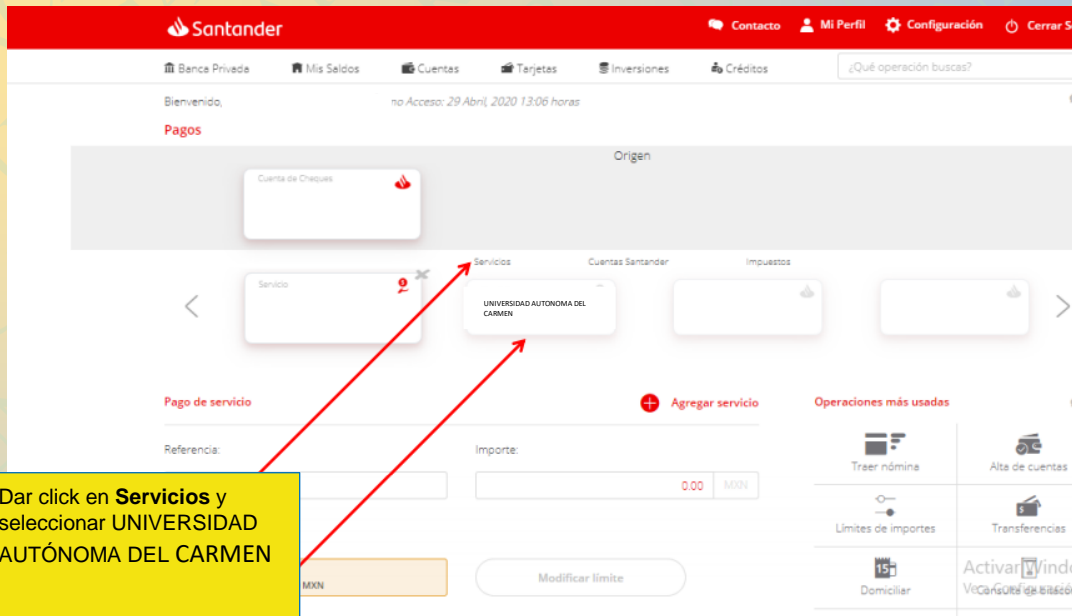 Santander
Contacto Mi Perfil Configuración Cerrar S
Banca Privada Mis Saldos Cuentas Tarjetas Inversiones Créditos ¿Qué operación buscas?
Bienvenido, no Acceso: 29 Abril, 2020 13:06 horas
Pagos
Origen
Cuenta de Cheques
Servicios Cuentas Santander Impuestos
Servicio
UNIVERSIDAD AUTONOMA DEL
CARMEN
Pago de servicio Agregar servicio Operaciones más usadas
Referencia: Importe:
Traer nómina Alta de cuentas
0.00 MXN
Dar click en Servicios y
seleccionar UNIVERSIDAD
AUTÓNOMA DEL CARMEN
Límites de importes Transferencias
MXN Modificar límite
15
Activar Windo
Domiciliar